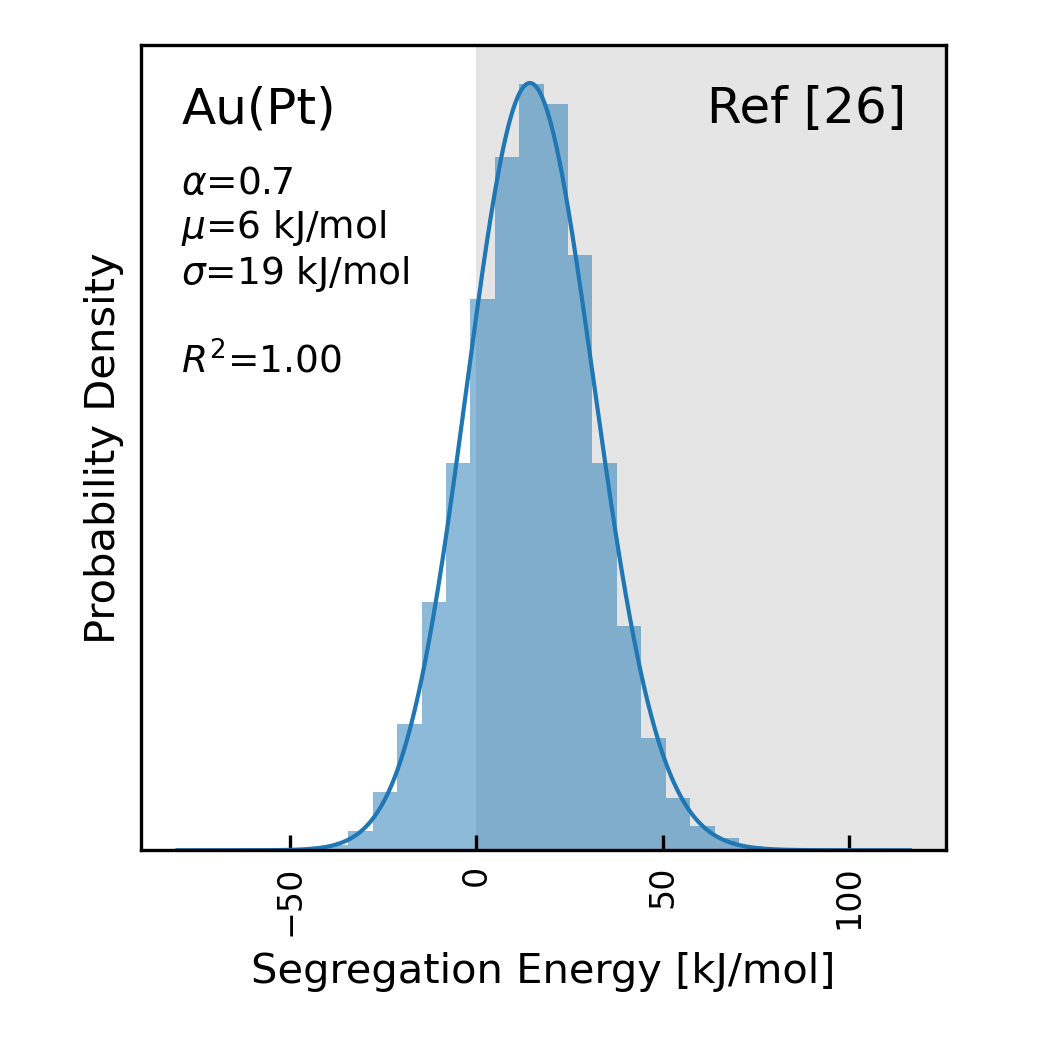 Au(Pt)
Ref [26]
α=0.7
μ=6 kJ/mol
σ=19 kJ/mol
R²=1.00
Probability Density
−50
0
50
100
Segregation Energy [kJ/mol]